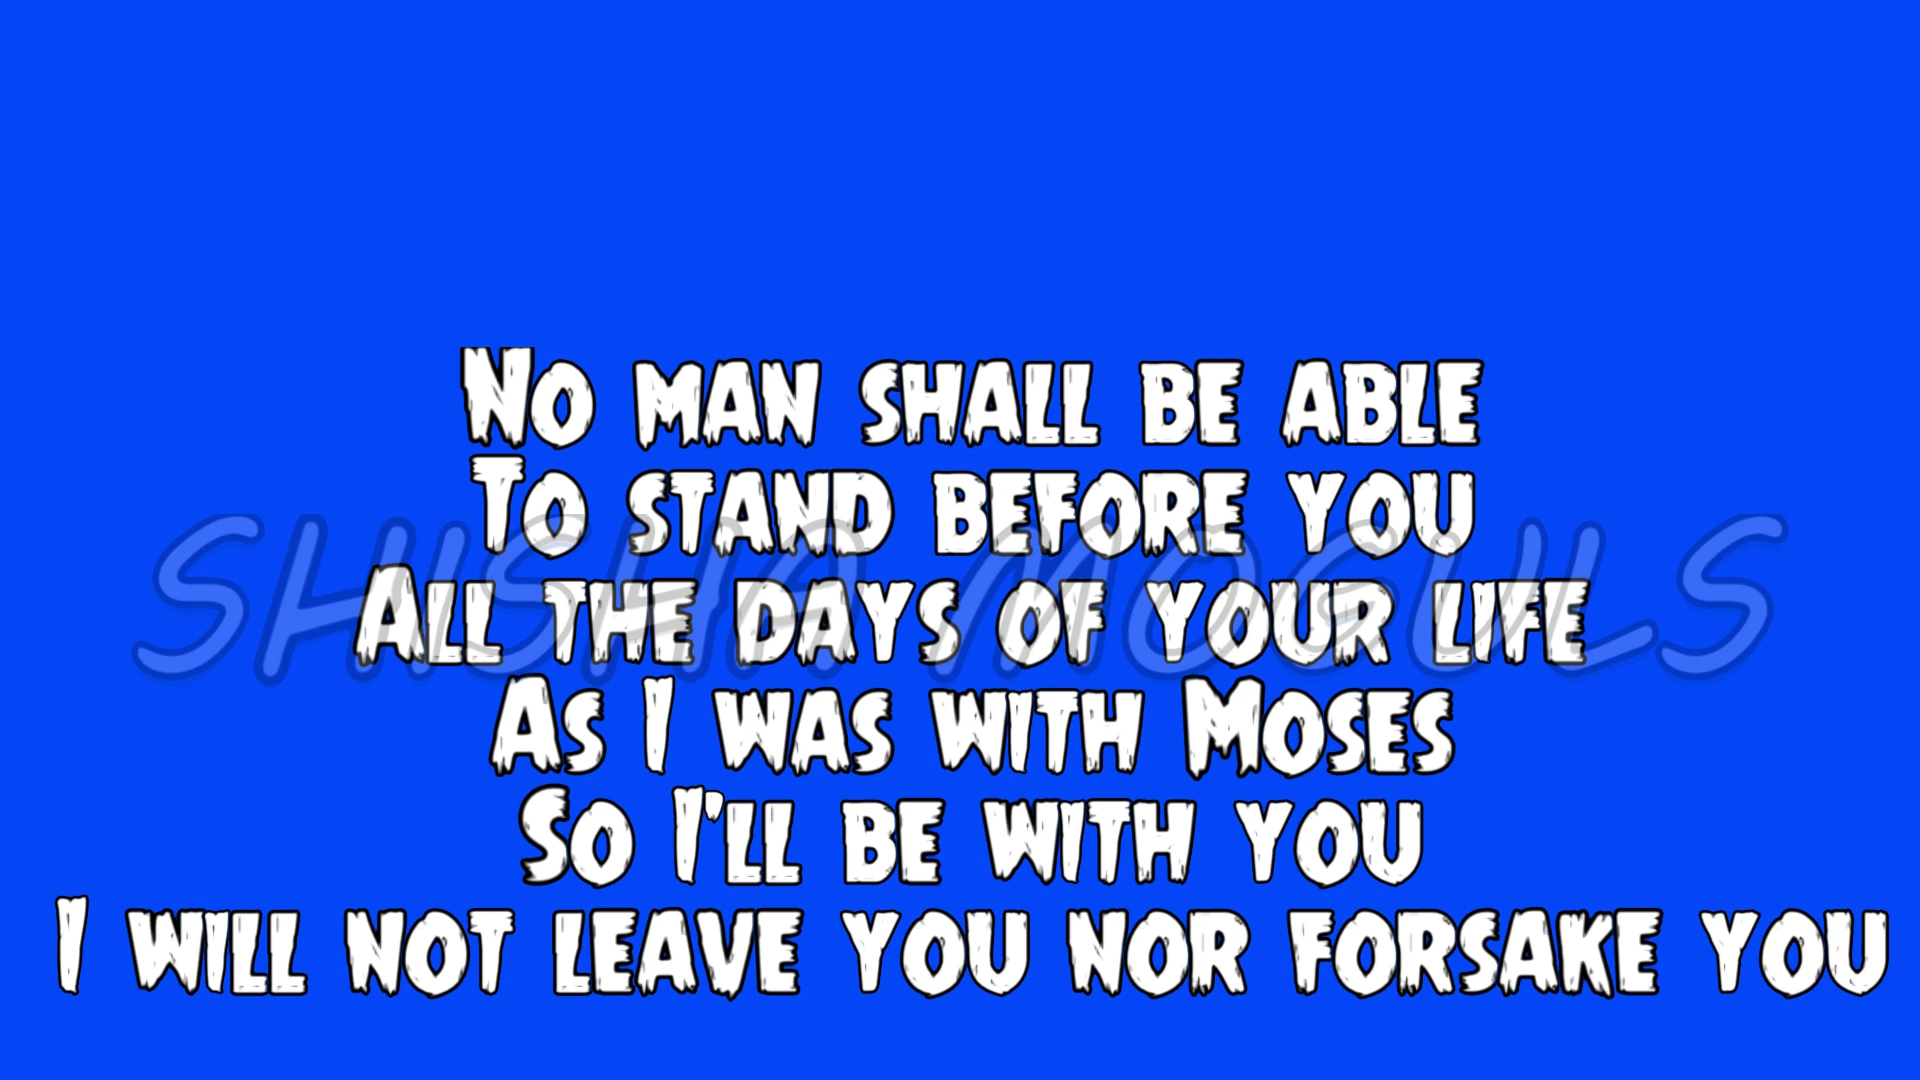 No man shall be able
To stand before you
SHISHA MOGULS
All the days of your life
As I was with Moses
So I'll be with you
I will not leave you nor forsake you